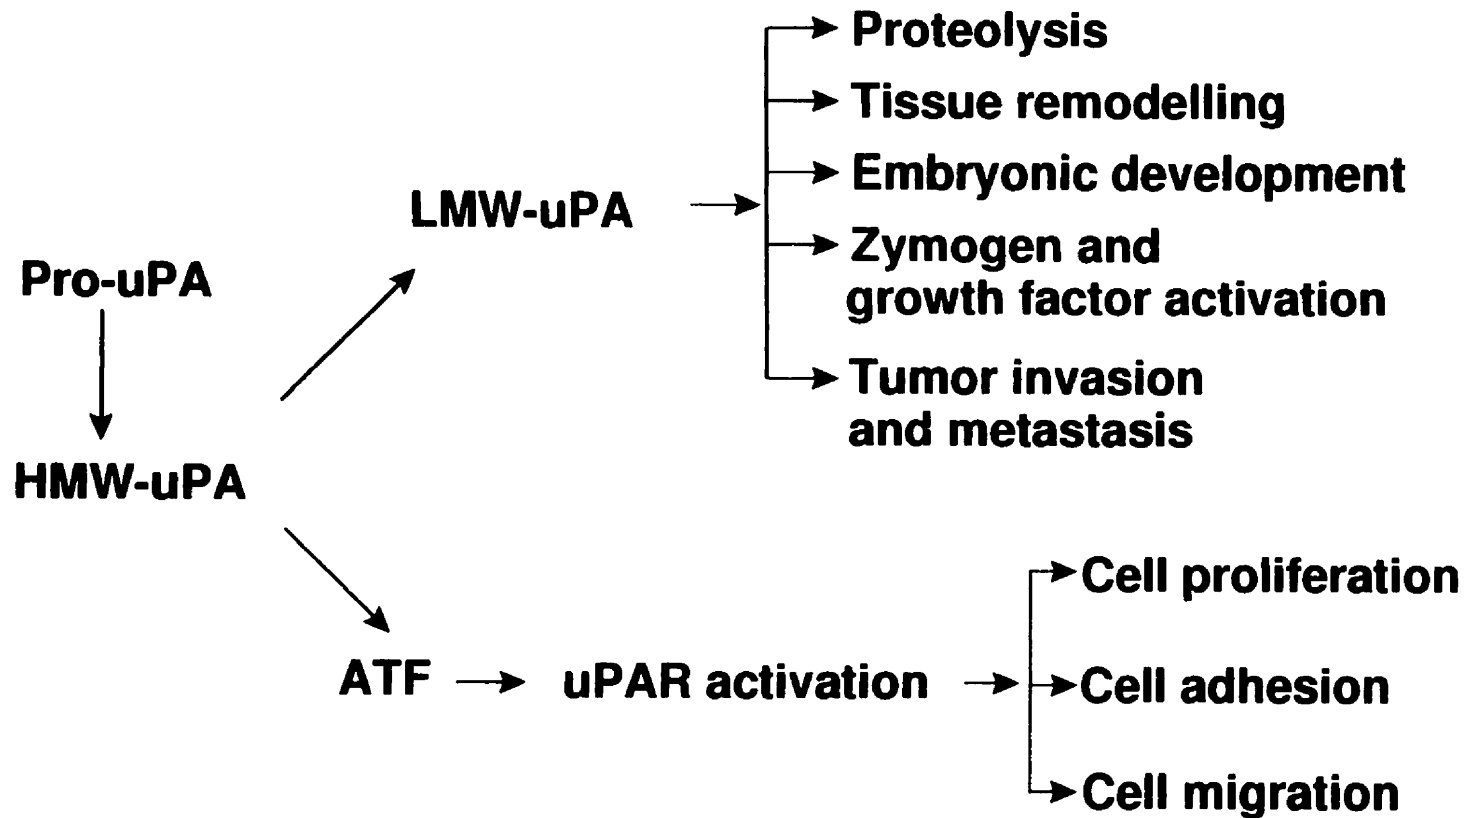 Proteolysis
Tissue remodelling
Embryonic development
LMW-uPA
Zymogen and
growth factor activation
Pro-uPA
Tumor invasion
and metastasis
HMW-uPA
Cell proliferation
ATF
uPAR activation
Cell adhesion
Cell migration